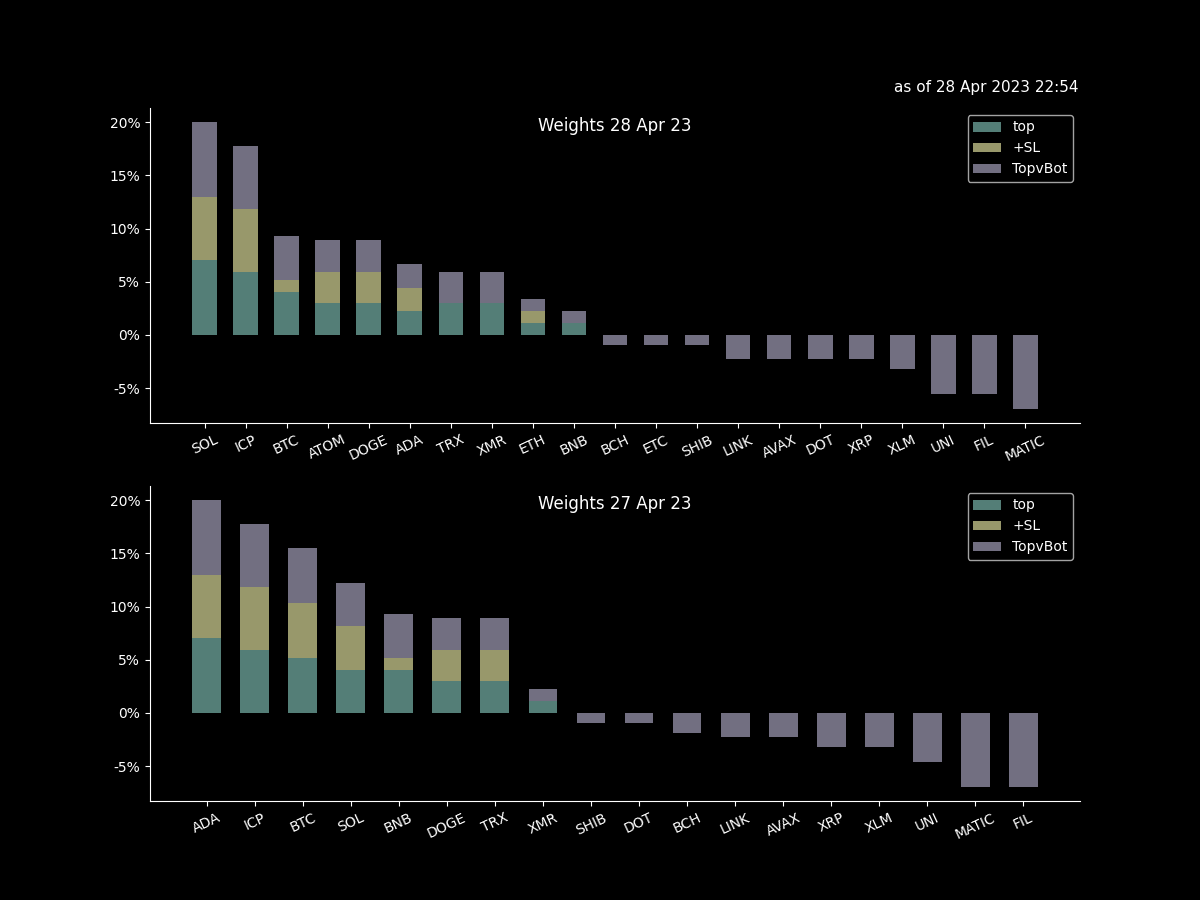 as of 28 Apr 2023 22:54
Weights 28 Apr 23
top
+SL
TopvBot
20%
15%
10%
5%
0%
-5%
SOL ICP BTC ATOM DOGE ADA TRX XMR ETH BNB BCH ETC SHIB LINK AVAX DOT XRP XLM UNI FIL MATIC
Weights 27 Apr 23
top
+SL
TopvBot
20%
15%
10%
5%
0%
-5%
ADA ICP BTC SOL BNB DOGE TRX XMR SHIB DOT BCH LINK AVAX XRP XLM UNI MATIC FIL